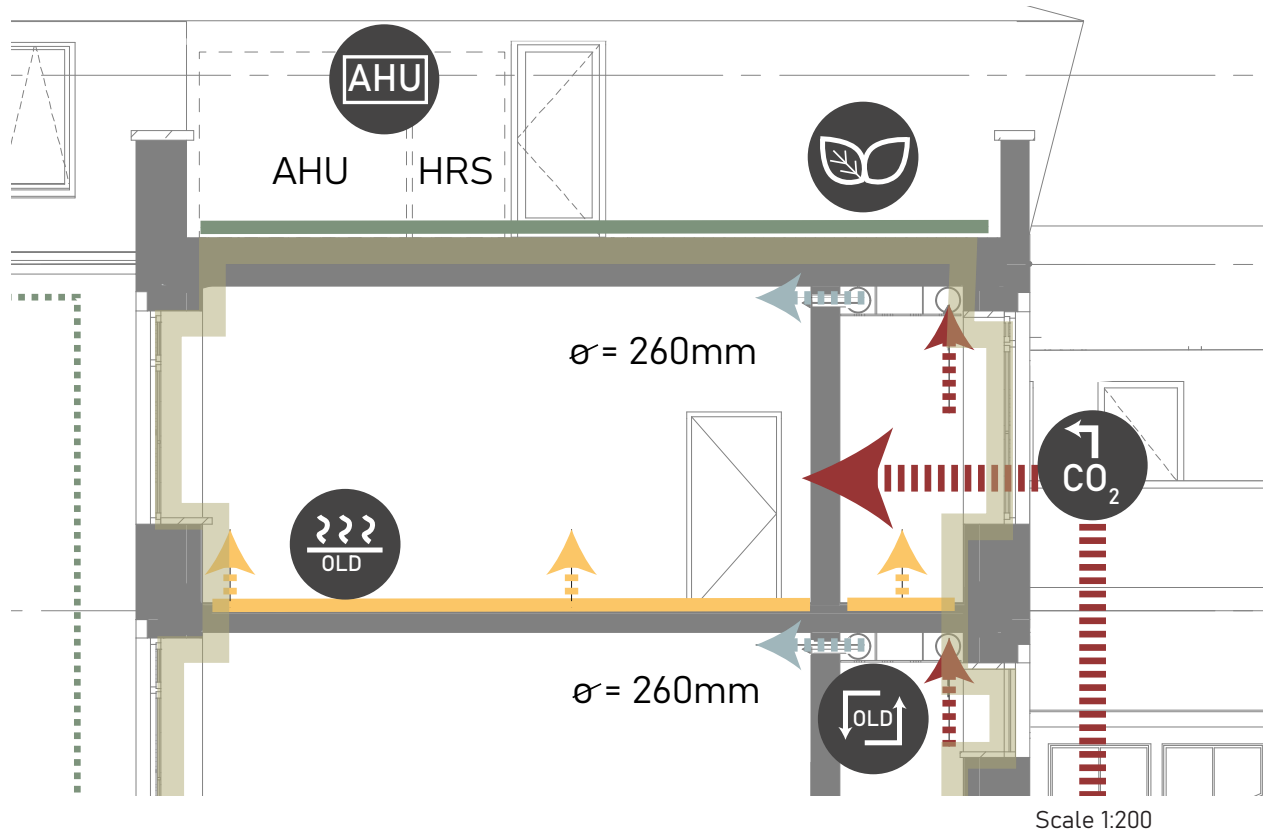 AHU
AHU HRS
ø = 260mm
CO₂
OLD
ø = 260mm
OLD
Scale 1:200